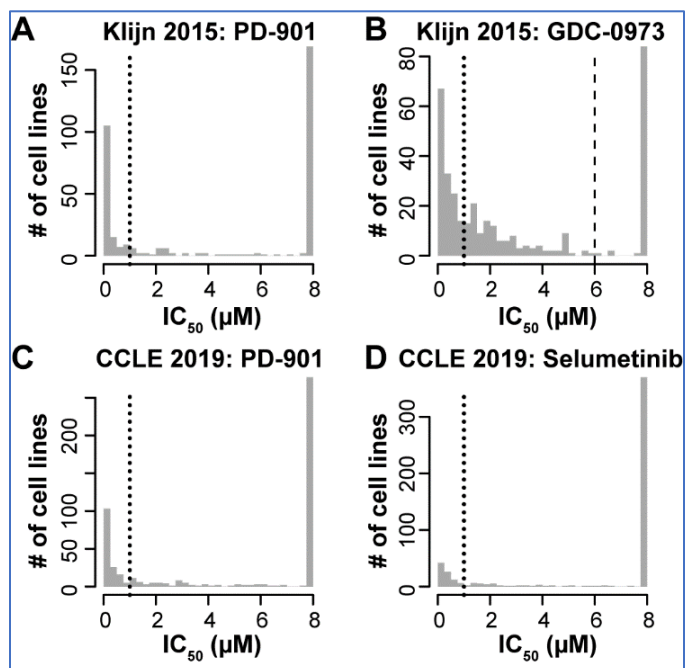 A Klijn 2015: PD-901
# of cell lines
150
100
50
0
0 2 4 6 8
IC50 (µM)
B Klijn 2015: GDC-0973
# of cell lines
80
60
40
20
0
0 2 4 6 8
IC50 (µM)
C CCLE 2019: PD-901
# of cell lines
200
100
50
0
0 2 4 6 8
IC50 (µM)
D CCLE 2019: Selumetinib
# of cell lines
300
200
100
0
0 2 4 6 8
IC50 (µM)